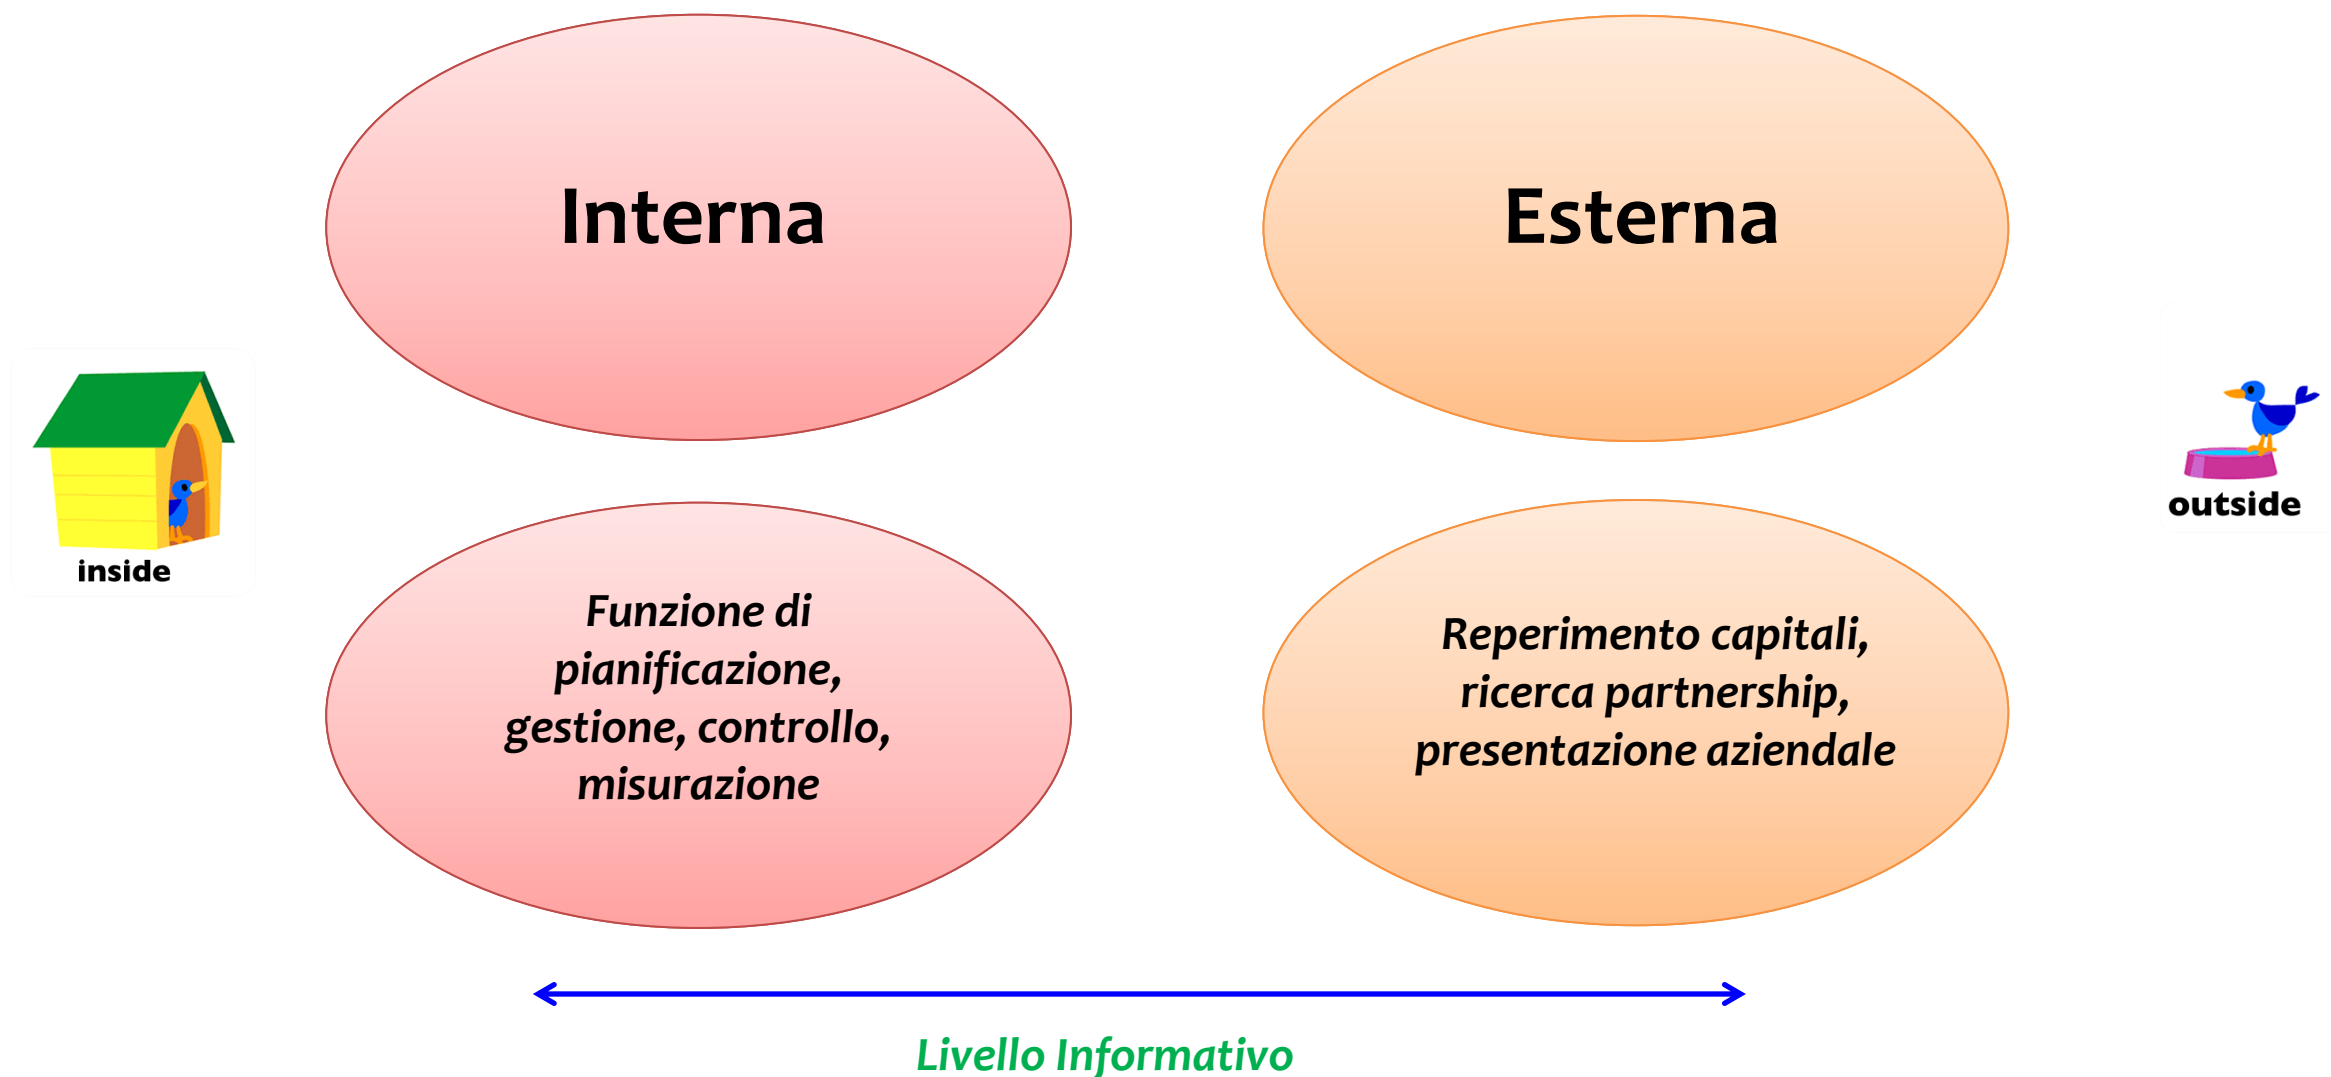 Interna
Esterna
inside
outside
Funzione di
pianificazione,
gestione, controllo,
misurazione
Reperimento capitali,
ricerca partnership,
presentazione aziendale
Livello Informativo